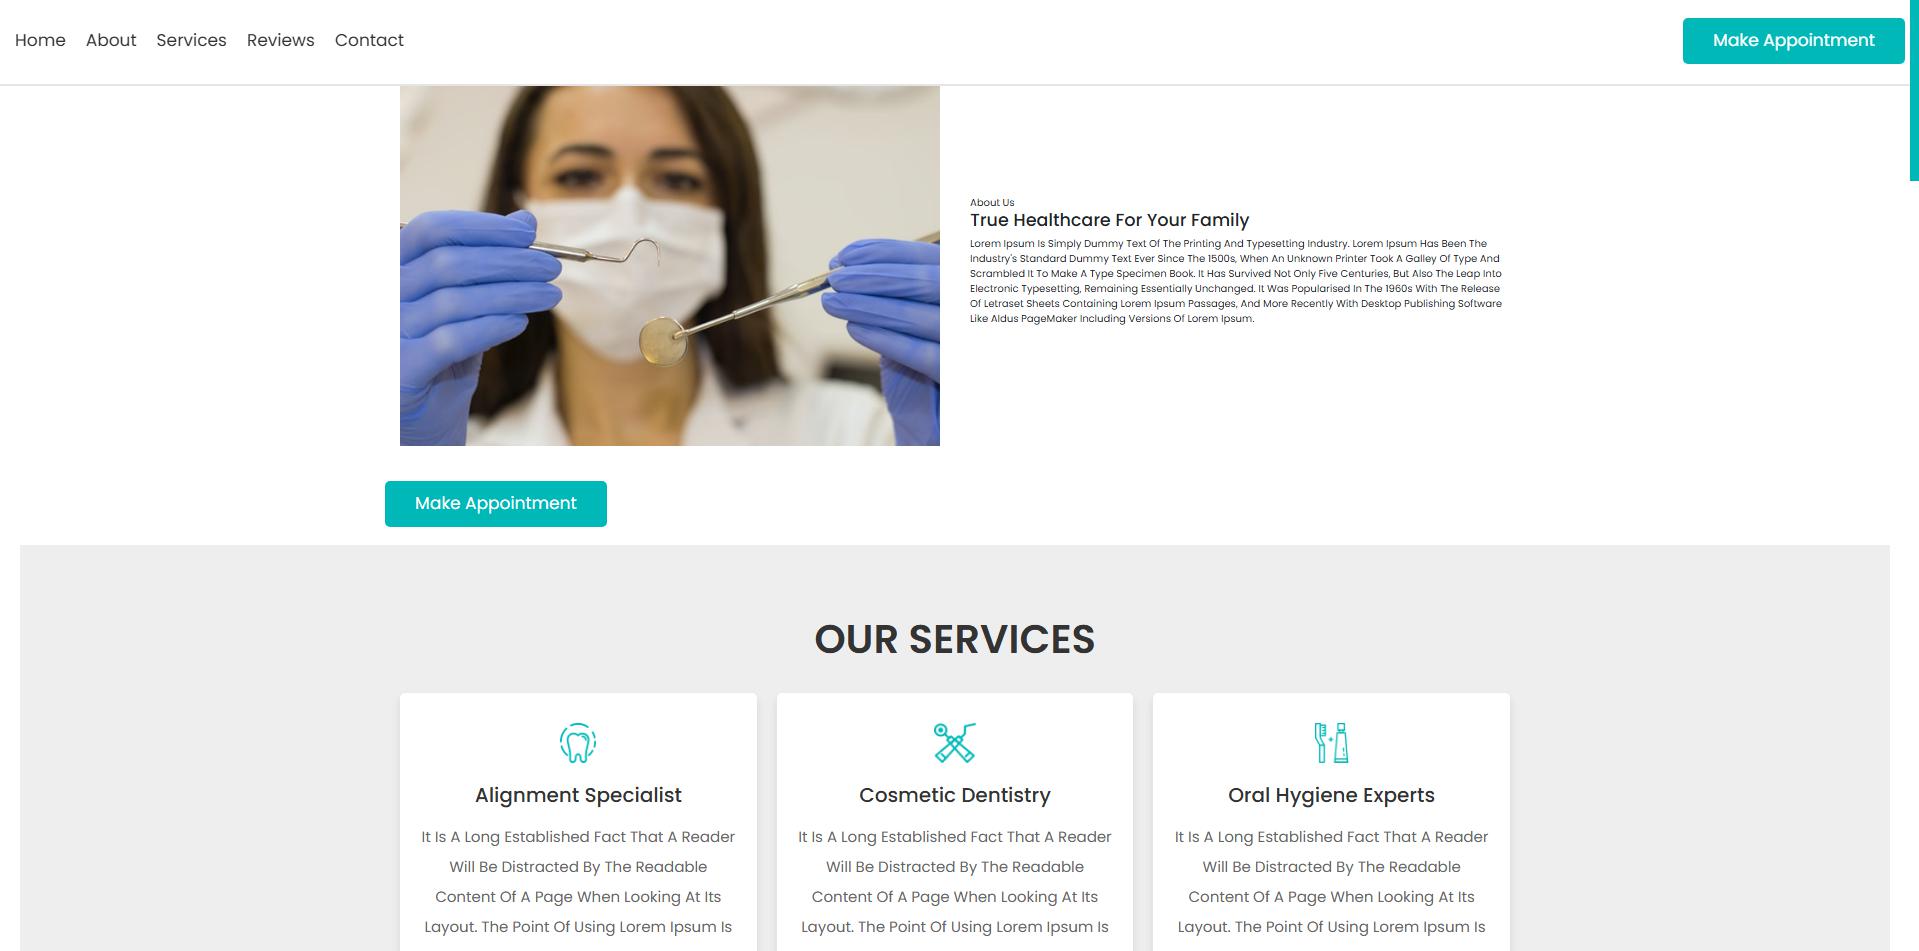 Home About Services Reviews Contact Make Appointment
About Us
True Healthcare For Your Family
Lorem Ipsum Is Simply Dummy Text Of The Printing And Typesetting Industry. Lorem Ipsum Has Been The
Industry's Standard Dummy Text Ever Since The 1500s, When An Unknown Printer Took A Galley Of Type And
Scrambled It To Make A Type Specimen Book. It Has Survived Not Only Five Centuries, But Also The Leap Into
Electronic Typesetting, Remaining Essentially Unchanged. It Was Popularised In The 1960s With The Release
Of Letraset Sheets Containing Lorem Ipsum Passages, And More Recently With Desktop Publishing Software
Like Aldus PageMaker Including Versions Of Lorem Ipsum.
Make Appointment
OUR SERVICES
Alignment Specialist
It Is A Long Established Fact That A Reader
Will Be Distracted By The Readable
Content Of A Page When Looking At Its
Layout. The Point Of Using Lorem Ipsum Is
Cosmetic Dentistry
It Is A Long Established Fact That A Reader
Will Be Distracted By The Readable
Content Of A Page When Looking At Its
Layout. The Point Of Using Lorem Ipsum Is
Oral Hygiene Experts
It Is A Long Established Fact That A Reader
Will Be Distracted By The Readable
Content Of A Page When Looking At Its
Layout. The Point Of Using Lorem Ipsum Is